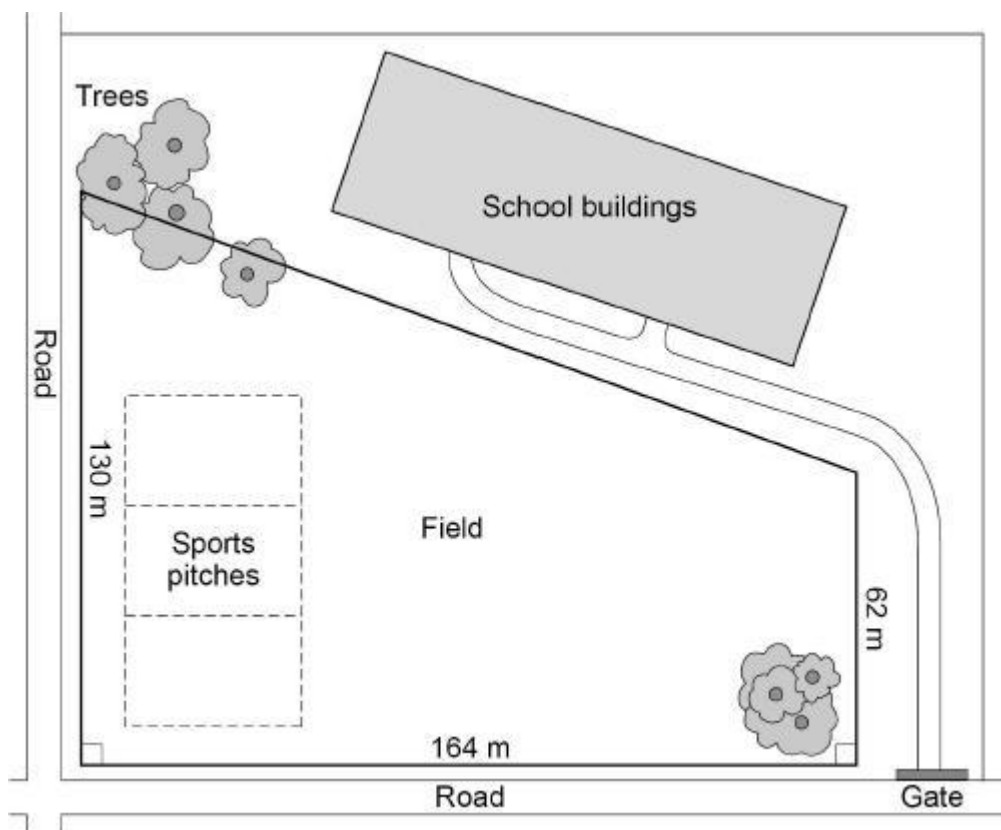 Trees
School buildings
Road
130 m
Sports
pitches
Field
62 m
164 m
Road
Gate